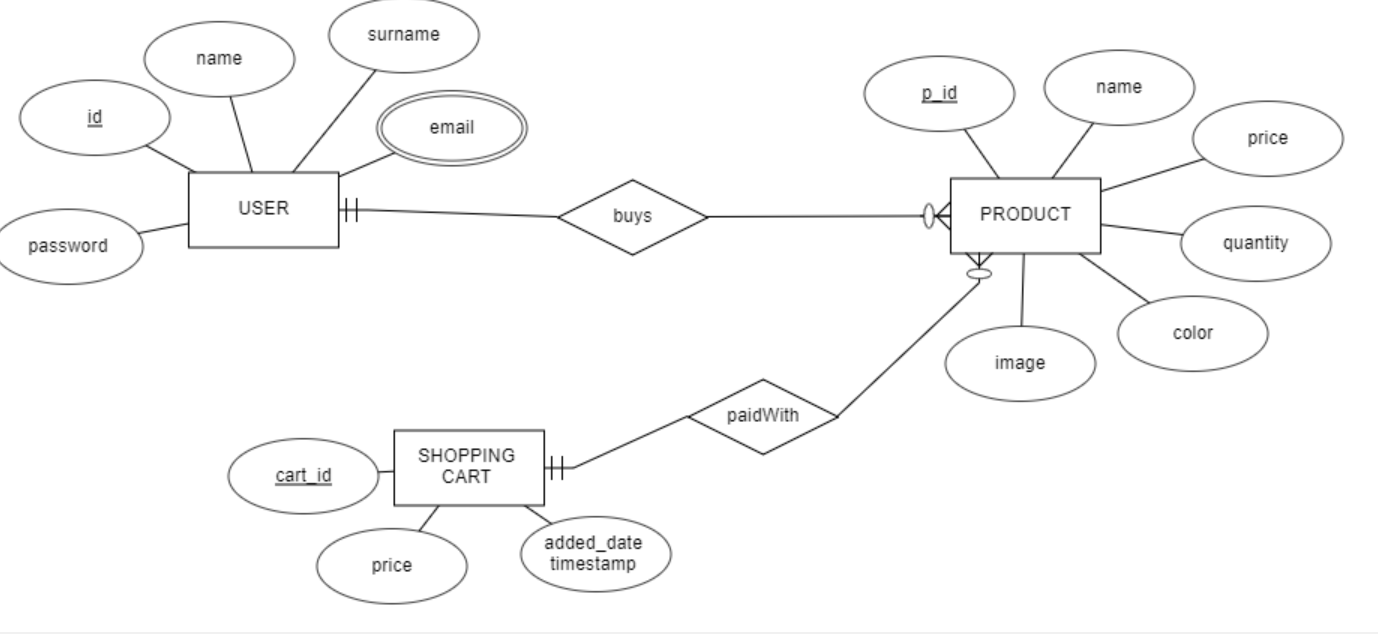 surname
name
id
email
USER
password
buys
p_id
name
price
PRODUCT
quantity
color
image
paidWith
SHOPPING
CART
cart_id
price
added_date
timestamp